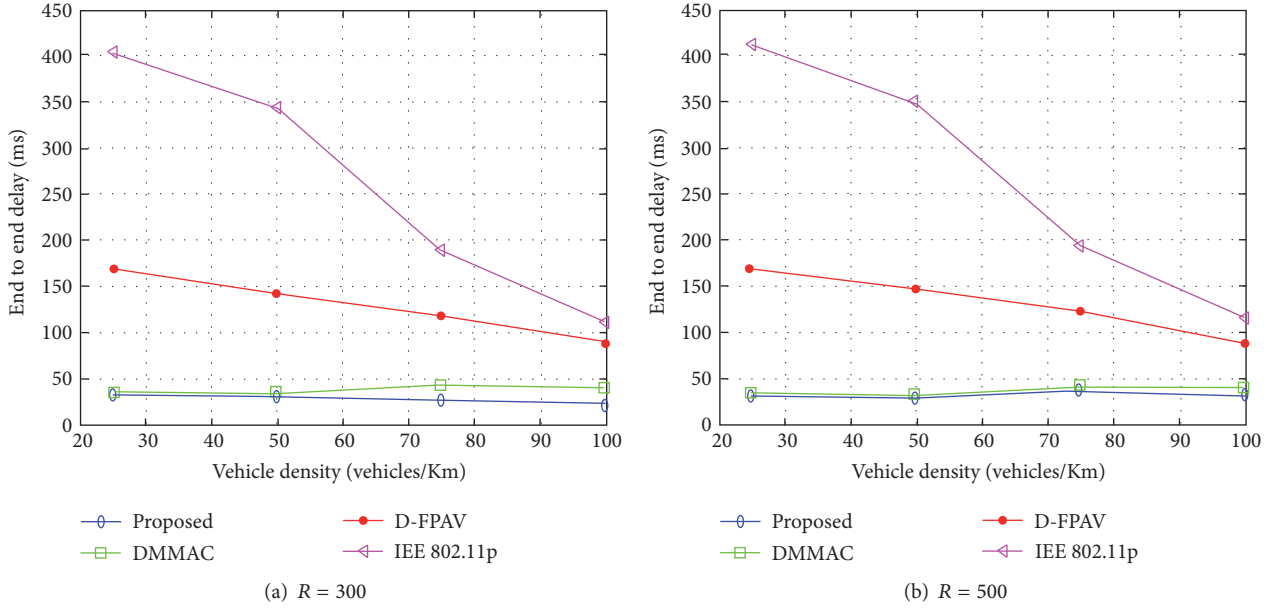 450
400
350
300
250
200
150
100
50
0
End to end delay (ms)
20 30 40 50 60 70 80 90 100
Vehicle density (vehicles/Km)
Proposed
DMMAC
D-FPAV
IEE 802.11p
(a) R = 300
450
400
350
300
250
200
150
100
50
0
End to end delay (ms)
20 30 40 50 60 70 80 90 100
Vehicle density (vehicles/Km)
Proposed
DMMAC
D-FPAV
IEE 802.11p
(b) R = 500